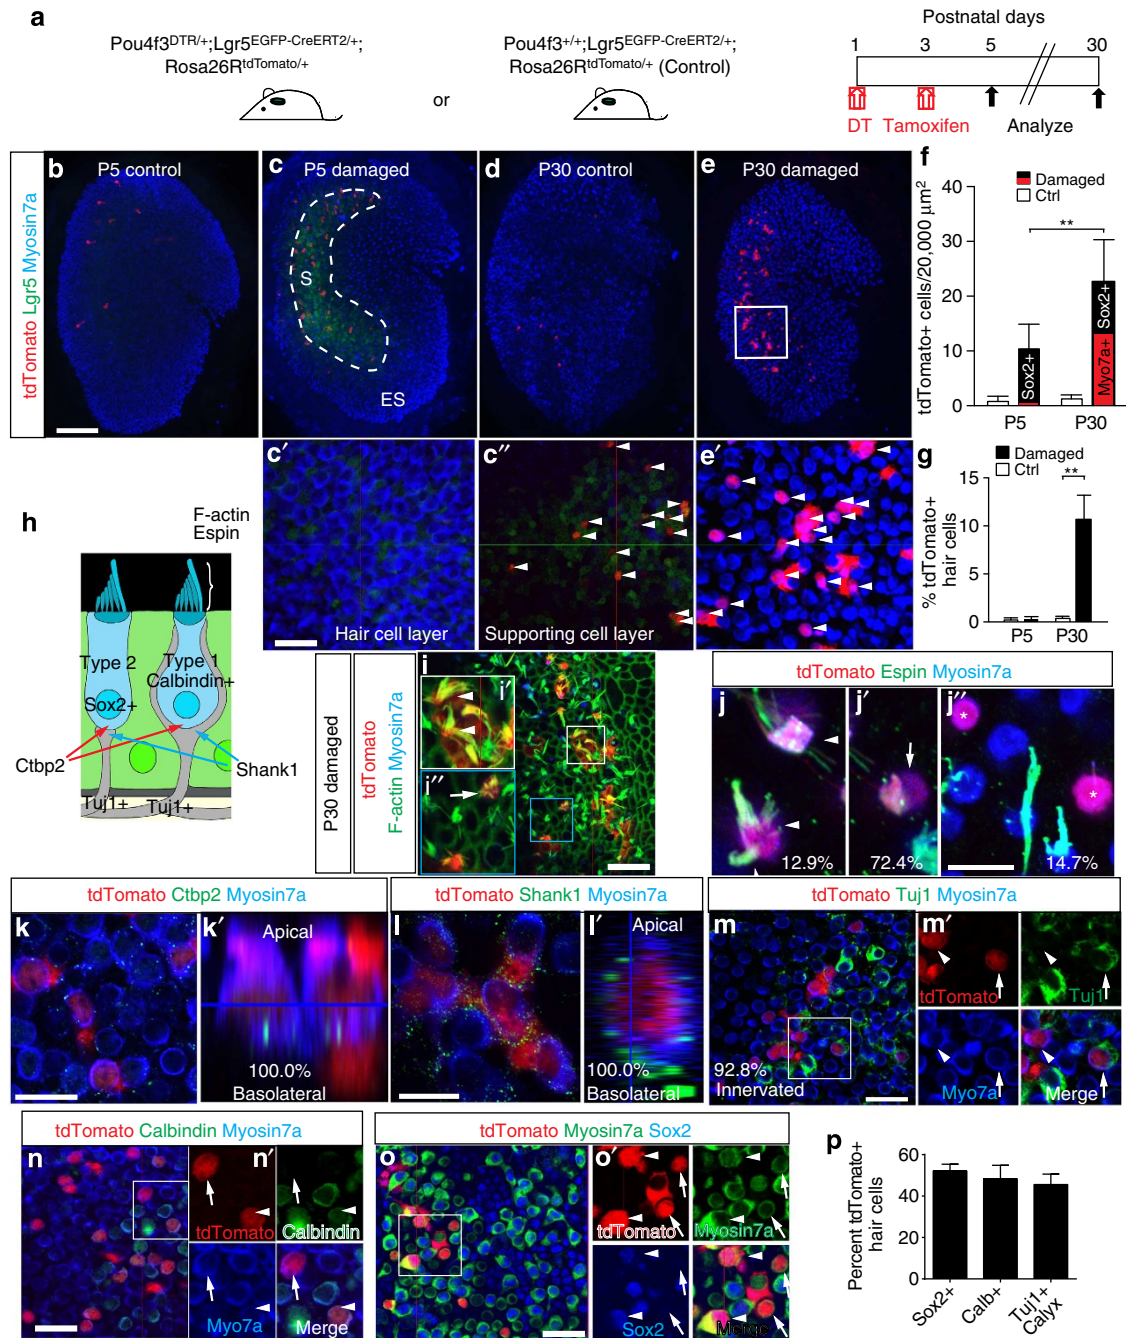 a
Pou4f3DTR/+;Lgr5EGFP-CreERT2/+;
Rosa26RtdTomato/+
or
Pou4f3+/+;Lgr5EGFP-CreERT2/+;
Rosa26RtdTomato/+ (Control)
Postnatal days
1 3 5 30
DT Tamoxifen Analyze
tdTomato Lgr5 Myosin7a
b P5 control
c P5 damaged
S
ES
d P30 control
e P30 damaged
f
Damaged
Ctrl
**
tdTomato+ cells/20,000 µm2
40
30
20
10
0
Sox2+
Sox2+
Myo7a+
P5 P30
c′
Hair cell layer
c″
Supporting cell layer
e′
g
Damaged
Ctrl
**
% tdTomato+
hair cells
15
10
5
0
P5 P30
h
F-actin
Espin
Type 2
Type 1
Calbindin+
Sox2+
Ctbp2
Shank1
Tuj1+
Tuj1+
P30 damaged
tdTomato
F-actin Myosin7a
i
i′
i″
tdTomato Espin Myosin7a
j
12.9%
j′
72.4%
j″
*
*
14.7%
tdTomato Ctbp2 Myosin7a
k
k′
Apical
100.0%
Basolateral
tdTomato Shank1 Myosin7a
l
l′
Apical
100.0%
Basolateral
tdTomato Tuj1 Myosin7a
m
92.8%
Innervated
m′
tdTomato
Tuj1
Myo7a
Merge
tdTomato Calbindin Myosin7a
n
n′
tdTomato
Calbindin
Myo7a
Merge
tdTomato Myosin7a Sox2
o
o′
tdTomato
Myosin7a
Sox2
Merge
p
Percent tdTomato+
hair cells
60
40
20
0
Sox2+
Calb+
Tuj1+
Calyx